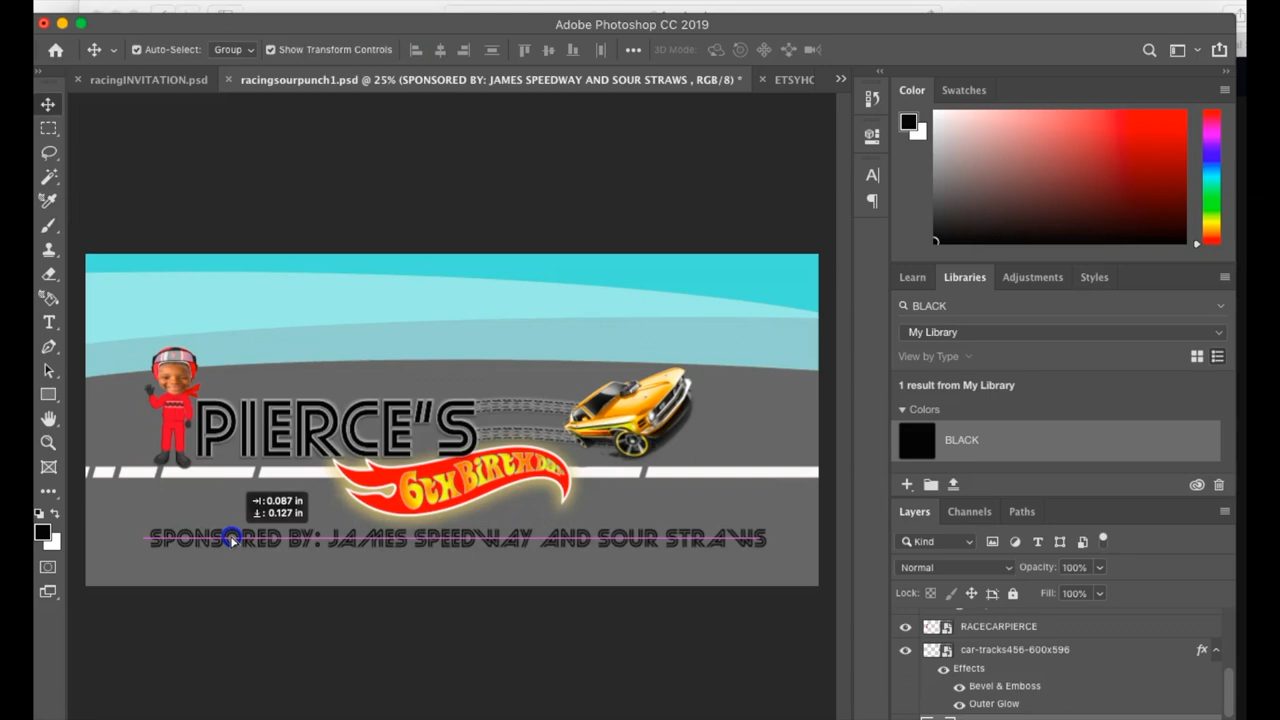 Adobe Photoshop CC 2019
Auto-Select: Group Show Transform Controls ••• 3D Mode:
racingINVITATION.psd racingsourpunch1.psd @ 25% (SPONSORED BY: JAMES SPEEDWAY AND SOUR STRAWS , RGB/8) * ETSYHC
Color Swatches
PIERCE'S
6th BIRTHDAY
→|: 0.087 in
↓: 0.127 in
SPONSORED BY: JAMES SPEEDWAY AND SOUR STRAWS
Learn Libraries Adjustments Styles
BLACK
My Library
View by Type
1 result from My Library
Colors
BLACK
Layers Channels Paths
Kind
Normal Opacity: 100%
Lock: Fill: 100%
RACECARPIERCE
car-tracks456-600x596 fx
Effects
Bevel & Emboss
Outer Glow